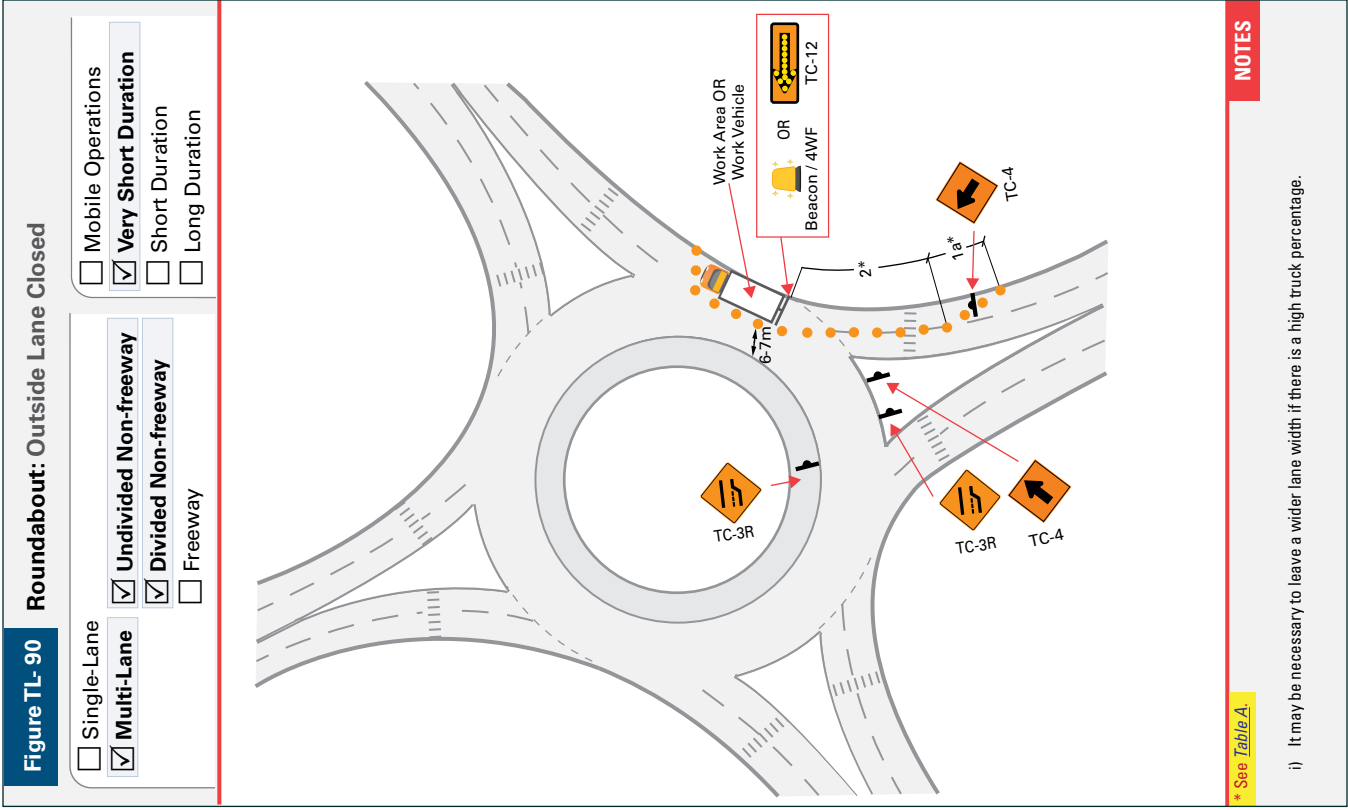 Figure TL- 90 Roundabout: Outside Lane Closed
Single-Lane
Multi-Lane
Undivided Non-freeway
Divided Non-freeway
Freeway
Mobile Operations
Very Short Duration
Short Duration
Long Duration
Work Area OR
Work Vehicle
Beacon / 4WF
OR
TC-12
6-7m
2*
1a*
TC-4
TC-3R
TC-3R
TC-4
* See Table A.
NOTES
i) It may be necessary to leave a wider lane width if there is a high truck percentage.